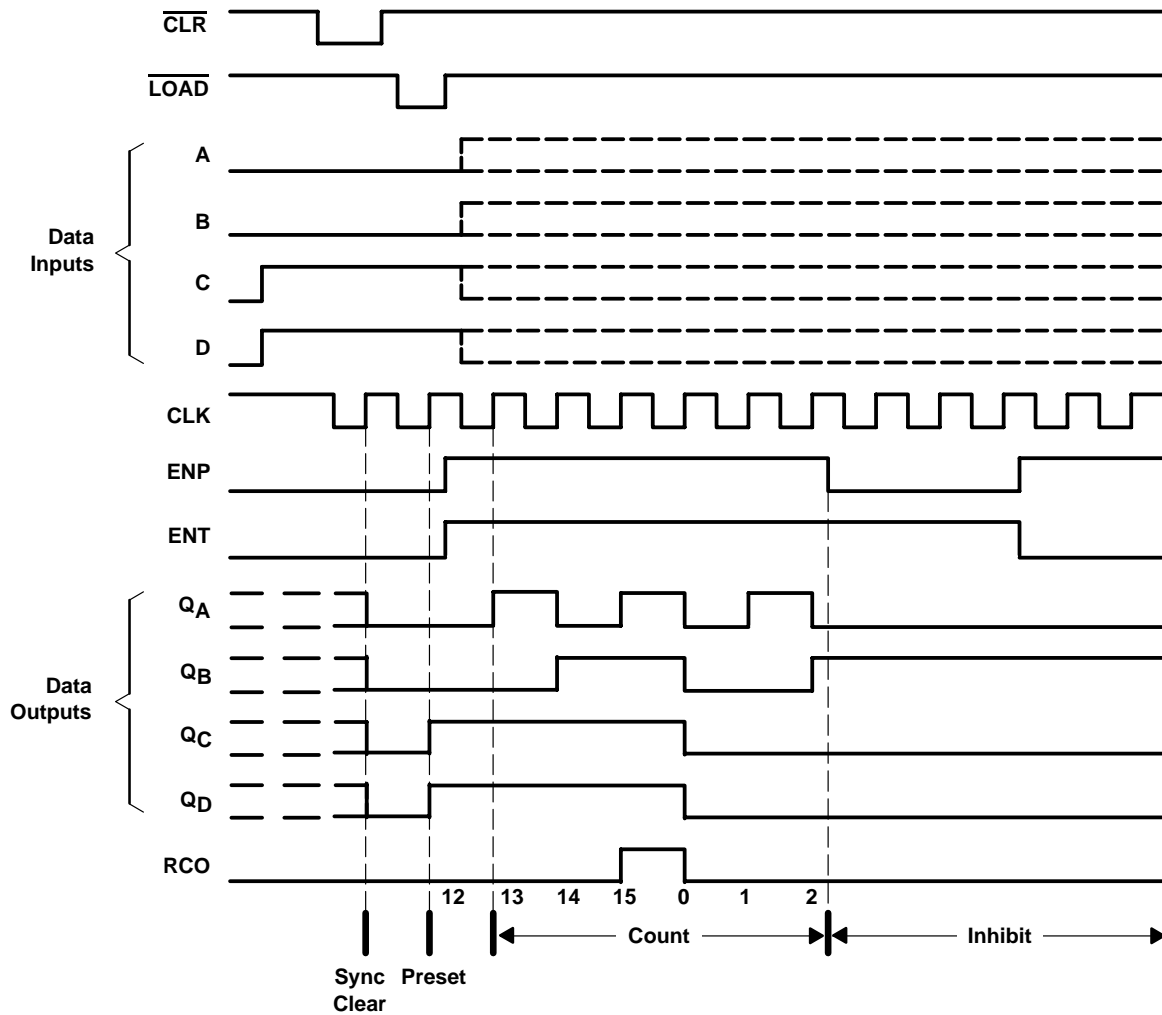 CLR
LOAD
A
B
Data
Inputs
C
D
CLK
ENP
ENT
QA
QB
Data
Outputs
QC
QD
RCO
12 13 14 15 0 1 2
Count Inhibit
Sync Preset
Clear